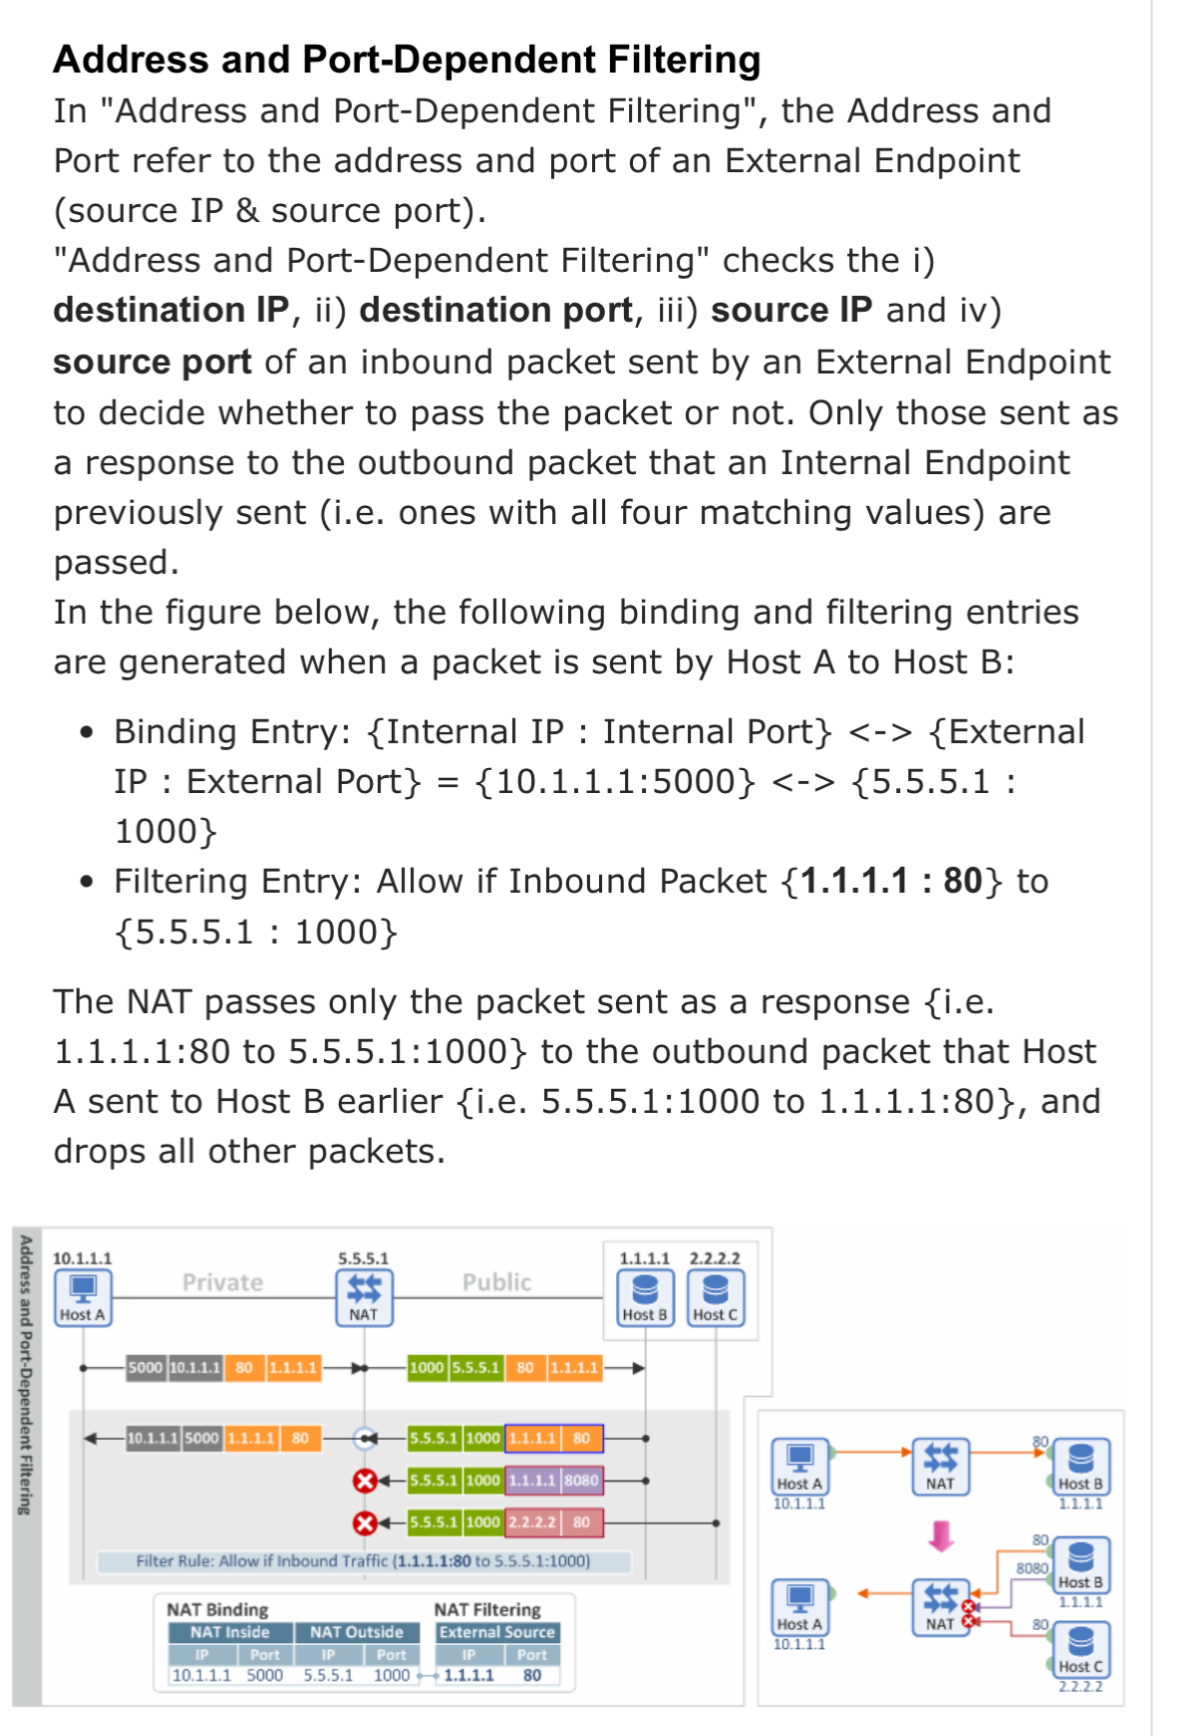 Address and Port-Dependent Filtering
In "Address and Port-Dependent Filtering", the Address and
Port refer to the address and port of an External Endpoint
(source IP & source port).
"Address and Port-Dependent Filtering" checks the i)
destination IP, ii) destination port, iii) source IP and iv)
source port of an inbound packet sent by an External Endpoint
to decide whether to pass the packet or not. Only those sent as
a response to the outbound packet that an Internal Endpoint
previously sent (i.e. ones with all four matching values) are
passed.
In the figure below, the following binding and filtering entries
are generated when a packet is sent by Host A to Host B:
• Binding Entry: {Internal IP : Internal Port} <-> {External
IP : External Port} = {10.1.1.1:5000} <-> {5.5.5.1 :
1000}
• Filtering Entry: Allow if Inbound Packet {1.1.1.1 : 80} to
{5.5.5.1 : 1000}
The NAT passes only the packet sent as a response {i.e.
1.1.1.1:80 to 5.5.5.1:1000} to the outbound packet that Host
A sent to Host B earlier {i.e. 5.5.5.1:1000 to 1.1.1.1:80}, and
drops all other packets.
Address and Port-Dependent Filtering
10.1.1.1 5.5.5.1 1.1.1.1 2.2.2.2
Private Public
Host A NAT Host B Host C
5000 10.1.1.1 80 1.1.1.1 1000 5.5.5.1 80 1.1.1.1
10.1.1.1 5000 1.1.1.1 80 5.5.5.1 1000 1.1.1.1 80
5.5.5.1 1000 1.1.1.1 8080
5.5.5.1 1000 2.2.2.2 80
Filter Rule: Allow if Inbound Traffic (1.1.1.1:80 to 5.5.5.1:1000)
NAT Binding NAT Filtering
NAT Inside NAT Outside External Source
IP Port IP Port IP Port
10.1.1.1 5000 5.5.5.1 1000 1.1.1.1 80
80
Host A NAT Host B
10.1.1.1 1.1.1.1
80
8080
Host B
1.1.1.1
Host A NAT 80
10.1.1.1
Host C
2.2.2.2